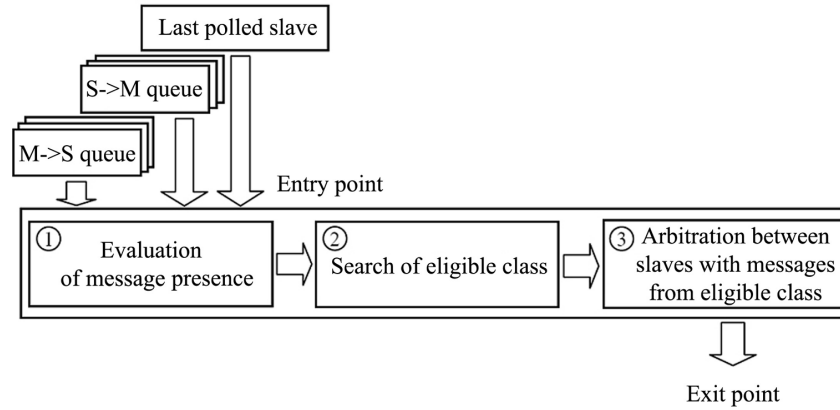 Last polled slave
S->M queue
M->S queue
Entry point
1
Evaluation
of message presence
2
Search of eligible class
3
Arbitration between
slaves with messages
from eligible class
Exit point